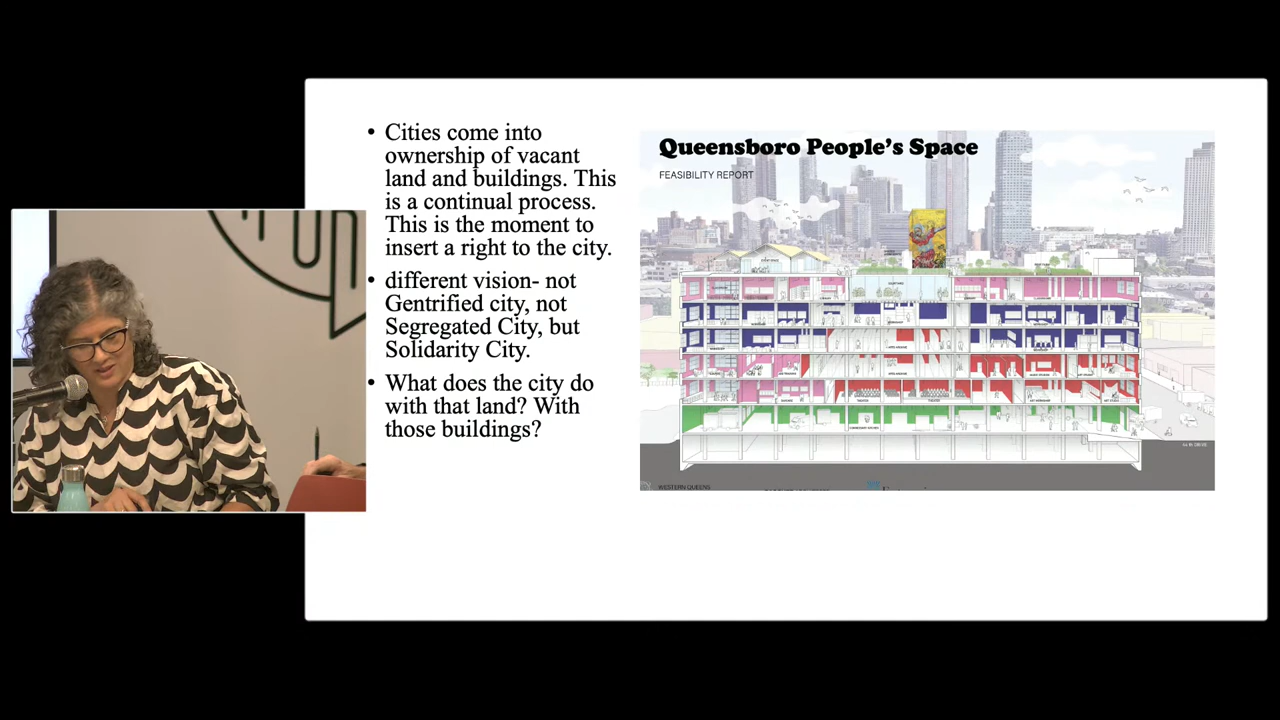 • Cities come into
ownership of vacant
land and buildings. This
is a continual process.
This is the moment to
insert a right to the city.
• different vision- not
Gentrified city, not
Segregated City, but
Solidarity City.
• What does the city do
with that land? With
those buildings?
Queensboro People's Space
FEASIBILITY REPORT
WESTERN QUEENS